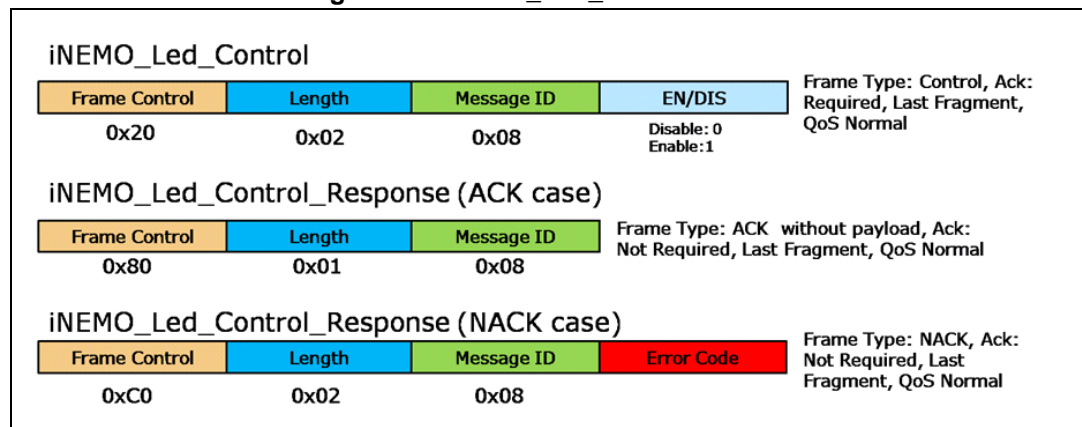 iNEMO_Led_Control
Frame Control Length Message ID EN/DIS
0x20 0x02 0x08 Disable: 0
Enable:1
Frame Type: Control, Ack:
Required, Last Fragment,
QoS Normal
iNEMO_Led_Control_Response (ACK case)
Frame Control Length Message ID
0x80 0x01 0x08
Frame Type: ACK without payload, Ack:
Not Required, Last Fragment, QoS Normal
iNEMO_Led_Control_Response (NACK case)
Frame Control Length Message ID Error Code
0xC0 0x02 0x08
Frame Type: NACK, Ack:
Not Required, Last
Fragment, QoS Normal